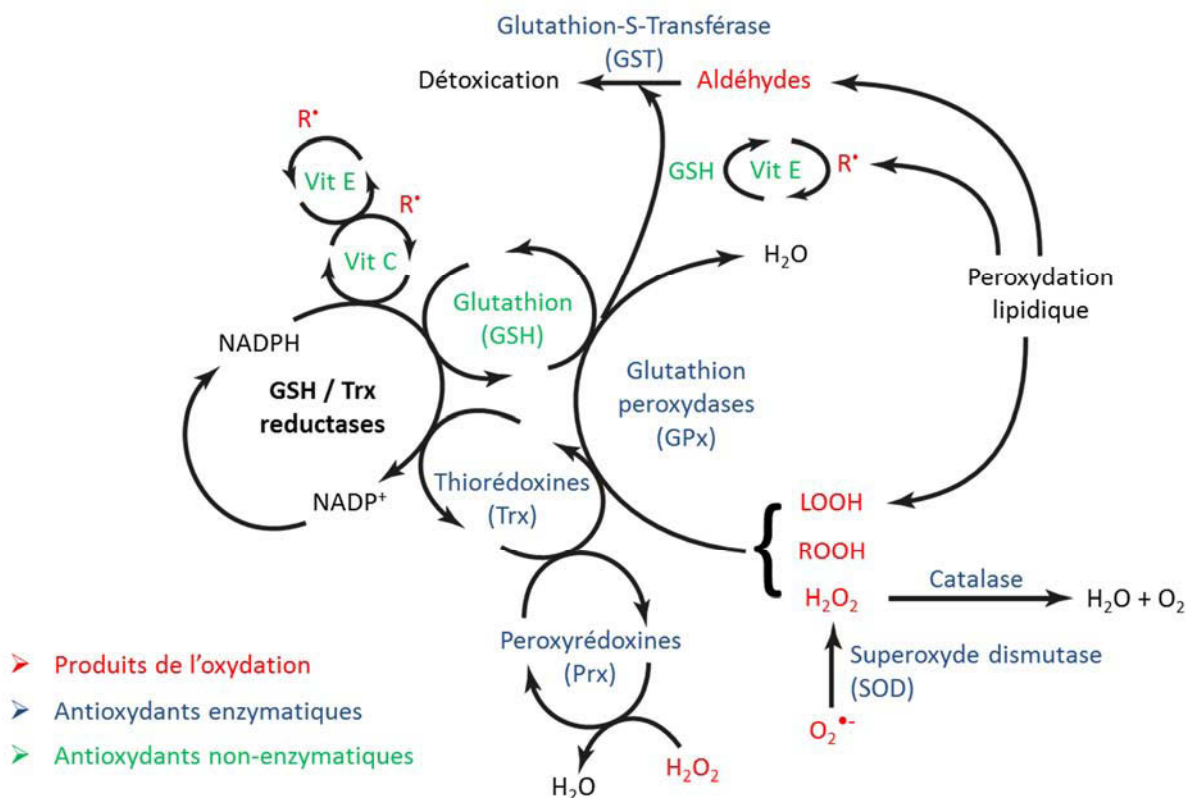 Glutathion-S-Transférase
(GST)
Détoxication
Aldéhydes
R•
Vit E
R•
Vit C
GSH
Vit E
R•
H₂O
Peroxydation
lipidique
Glutathion
(GSH)
NADPH
GSH / Trx
reductases
NADP⁺
Glutathion
peroxydases
(GPx)
Thiorédoxines
(Trx)
LOOH
ROOH
H₂O₂
Catalase
H₂O + O₂
Superoxyde dismutase
(SOD)
O₂•-
Peroxyrédoxines
(Prx)
H₂O
H₂O₂
➢ Produits de l'oxydation
➢ Antioxydants enzymatiques
➢ Antioxydants non-enzymatiques